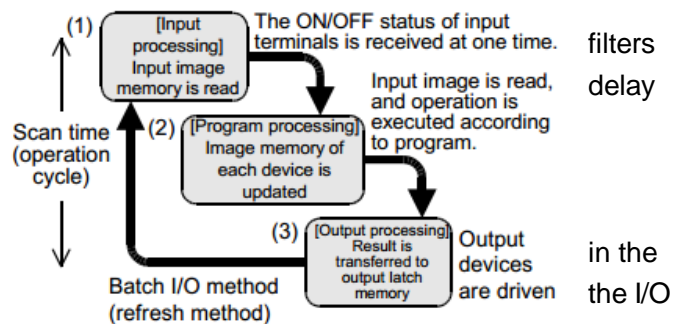 (1)
[Input
processing]
Input image
memory is read
The ON/OFF status of input
terminals is received at one time.
filters
delay
Input image is read,
and operation is
executed according
to program.
Scan time
(operation
cycle)
(2)
[Program processing]
Image memory of
each device is
updated
(3)
[Output processing]
Result is
transferred to
output latch
memory
Output
devices
are driven
in the
the I/O
Batch I/O method
(refresh method)